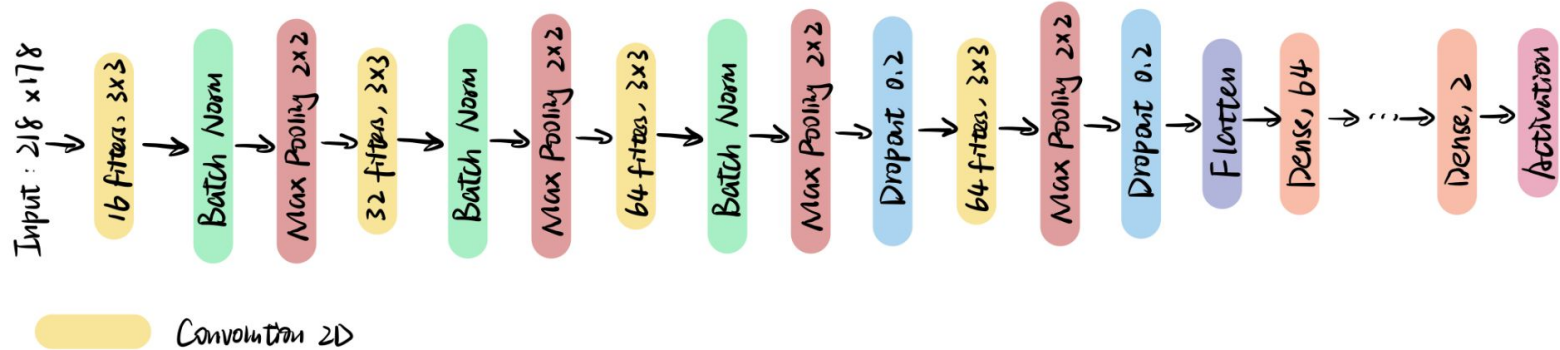 Input : 218 x178
16 filters, 3x3
Batch Norm
Max Pooling 2x2
32 filters, 3x3
Batch Norm
Max Pooling 2x2
64 filters, 3x3
Batch Norm
Max Pooling 2x2
Dropout 0.2
64 filters, 3x3
Max Pooling 2x2
Dropout 0.2
Flatten
Dense, 64
...
Dense, 2
Activation
Convolution 2D